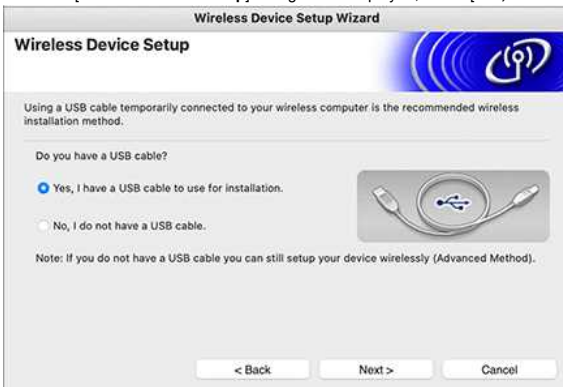 Wireless Device Setup Wizard
Wireless Device Setup
Using a USB cable temporarily connected to your wireless computer is the recommended wireless
installation method.
Do you have a USB cable?
Yes, I have a USB cable to use for installation.
No, I do not have a USB cable.
Note: If you do not have a USB cable you can still setup your device wirelessly (Advanced Method).
< Back
Next >
Cancel